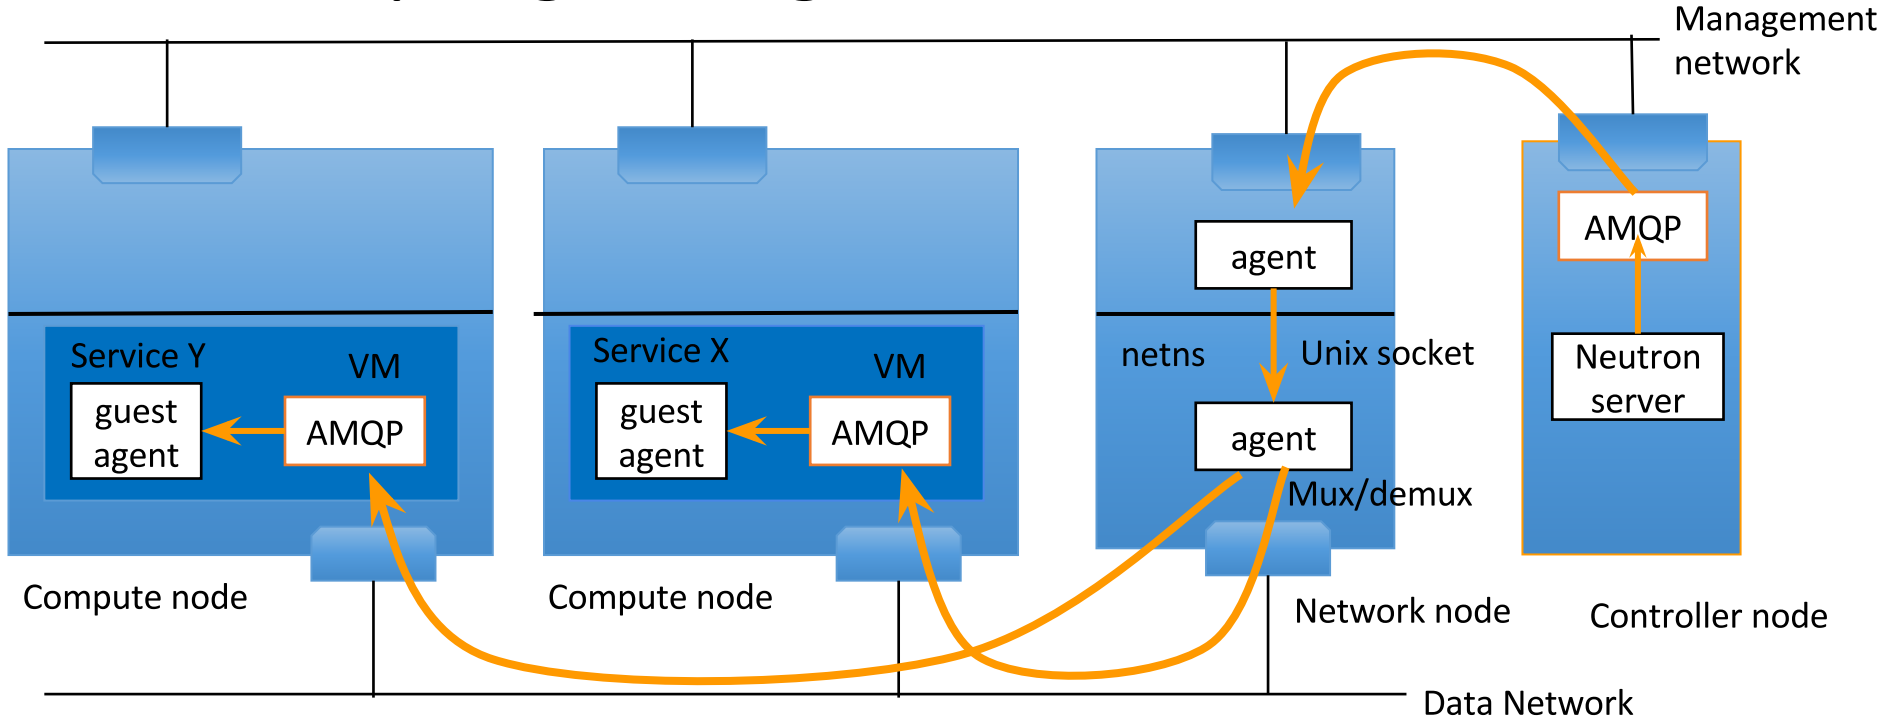 Management
network
AMQP
agent
Service Y
VM
Service X
VM
netns
Unix socket
Neutron
server
guest
agent
AMQP
guest
agent
AMQP
agent
Mux/demux
Compute node
Compute node
Network node
Controller node
Data Network